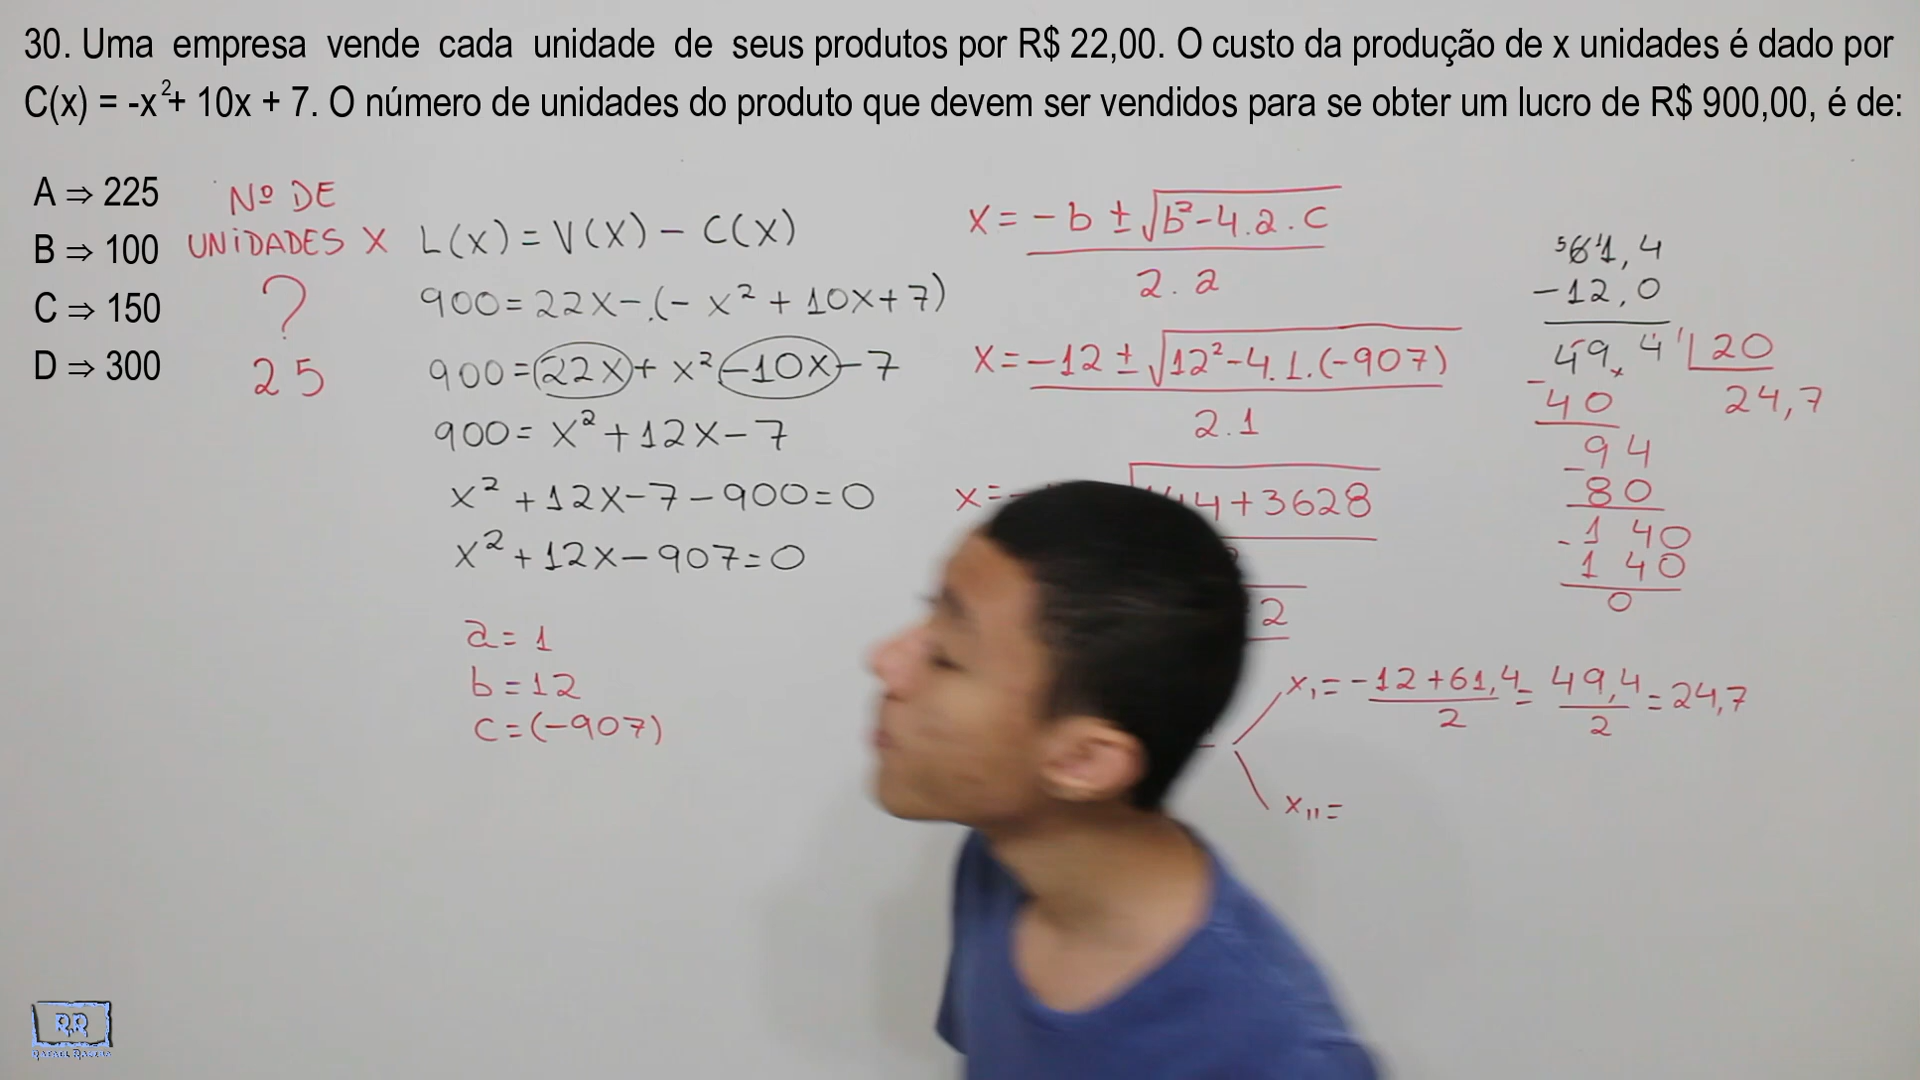 30. Uma empresa vende cada unidade de seus produtos por R$ 22,00. O custo da produção de x unidades é dado por
C(x) = -x²+ 10x + 7. O número de unidades do produto que devem ser vendidos para se obter um lucro de R$ 900,00, é de:
A ⇒ 225
B ⇒ 100
C ⇒ 150
D ⇒ 300
Nº DE
UNIDADES X
?
25
L(X) = V(X) - C(X)
900 = 22X - (- X² + 10X + 7)
900 = 22X + X² - 10X - 7
900 = X² + 12X - 7
X² + 12X - 7 - 900 = 0
X² + 12X - 907 = 0
a = 1
b = 12
c = (-907)
X = -b ± √b² - 4.a.c
2.a
X = -12 ± √12² - 4.1.(-907)
2.1
X = -
4 + 3628
2
X, = -12 + 61,4 = 49,4 = 24,7
2 2
X,, =
5 61,4
- 12,0
49,4 20
- 40 24,7
94
- 80
140
- 140
0
RR
RAFAEL